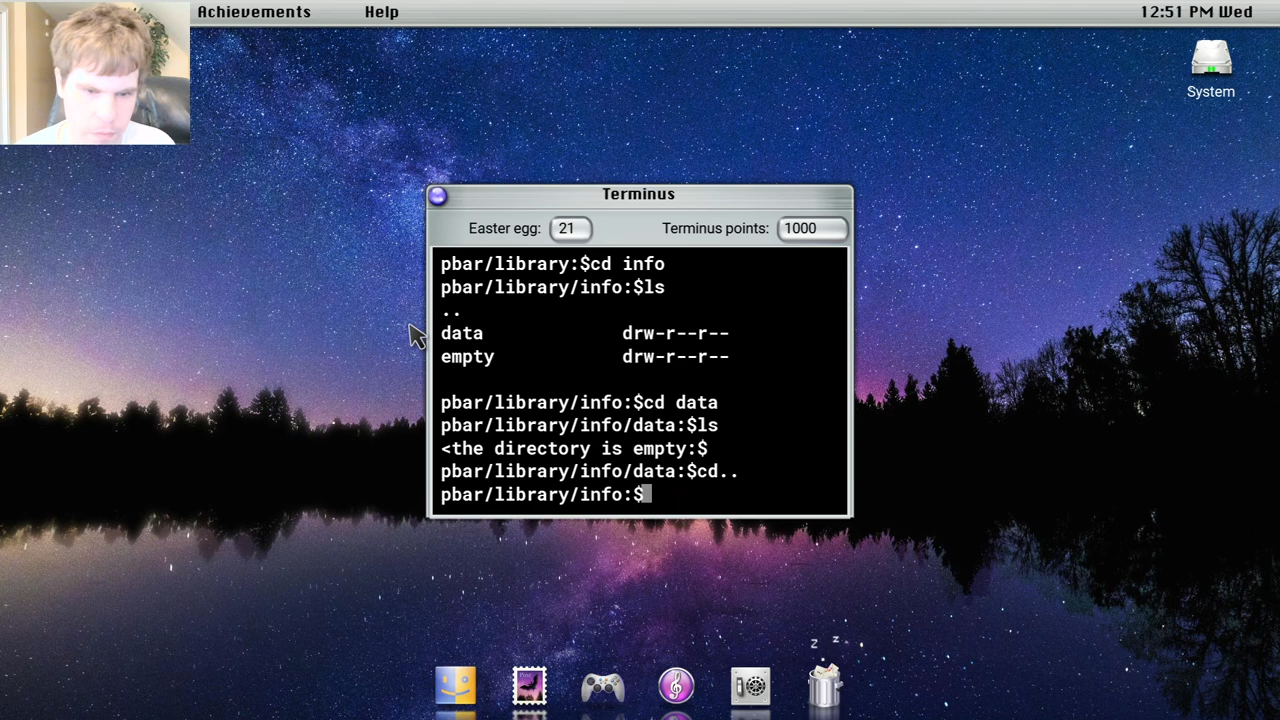 Achievements Help 12:51 PM Wed
System
Terminus
Easter egg: 21 Terminus points: 1000
pbar/library:$cd info
pbar/library/info:$ls
..
data drw-r--r--
empty drw-r--r--
pbar/library/info:$cd data
pbar/library/info/data:$ls
<the directory is empty:$
pbar/library/info/data:$cd..
pbar/library/info:$
z z